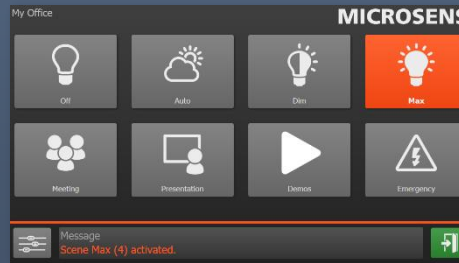 My Office
MICROSENS
Off
Auto
Dim
Max
Meeting
Presentation
Demos
Emergency
Message
Scene Max (4) activated.